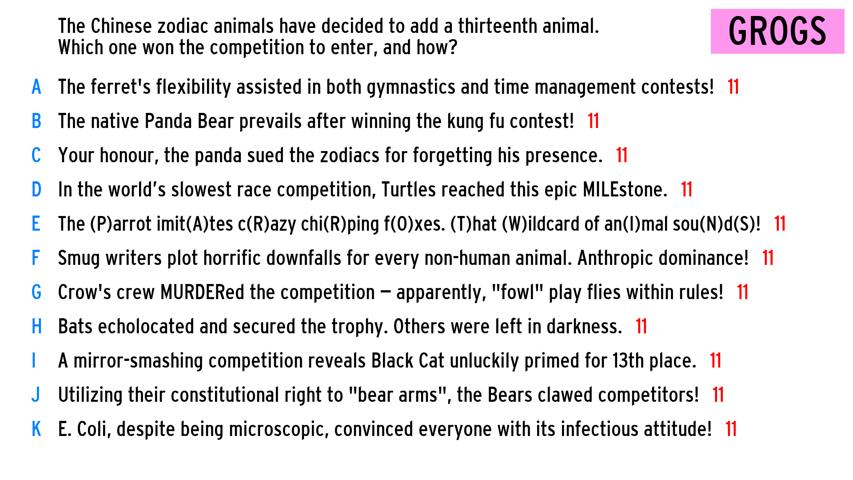 The Chinese zodiac animals have decided to add a thirteenth animal.
Which one won the competition to enter, and how?
GROGS
A The ferret's flexibility assisted in both gymnastics and time management contests! 11
B The native Panda Bear prevails after winning the kung fu contest! 11
C Your honour, the panda sued the zodiacs for forgetting his presence. 11
D In the world’s slowest race competition, Turtles reached this epic MILEstone. 11
E The (P)arrot imit(A)tes c(R)azy chi(R)ping f(O)xes. (T)hat (W)ildcard of an(I)mal sou(N)d(S)! 11
F Smug writers plot horrific downfalls for every non-human animal. Anthropic dominance! 11
G Crow's crew MURDERed the competition – apparently, "fowl" play flies within rules! 11
H Bats echolocated and secured the trophy. Others were left in darkness. 11
I A mirror-smashing competition reveals Black Cat unluckily primed for 13th place. 11
J Utilizing their constitutional right to "bear arms", the Bears clawed competitors! 11
K E. Coli, despite being microscopic, convinced everyone with its infectious attitude! 11